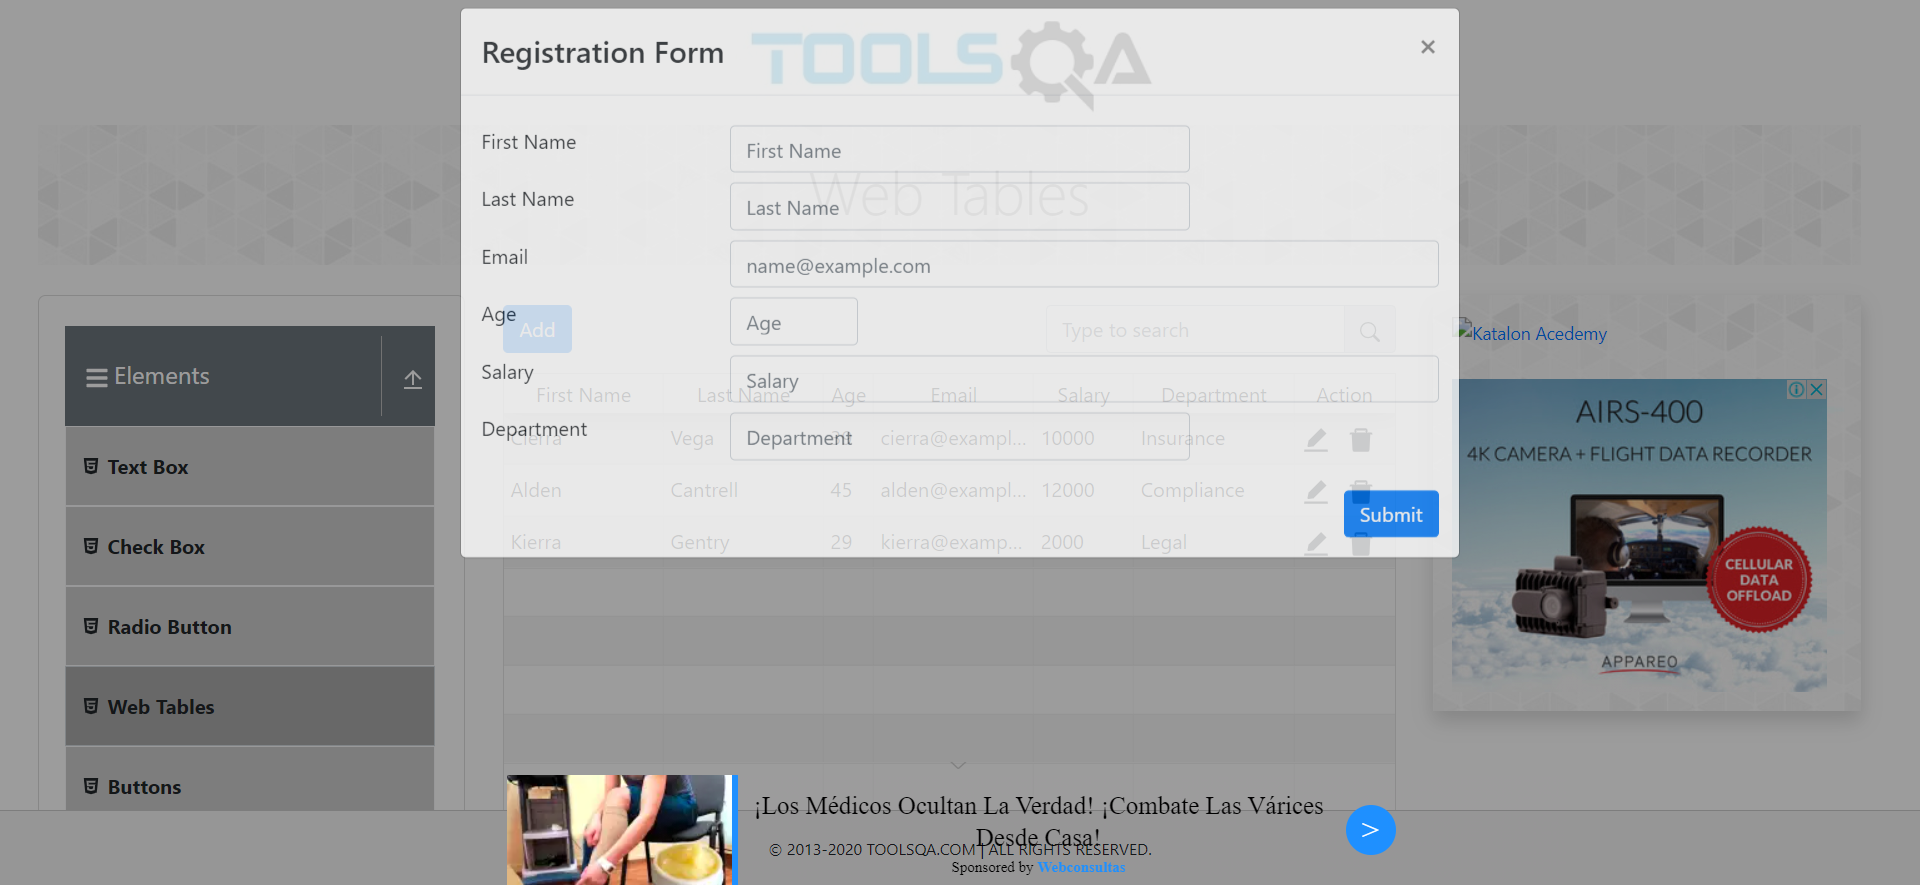 Registration Form
TOOLSQA
×
First Name
First Name
Web Tables
Last Name
Last Name
Email
name@example.com
Age
Age
Add
Type to search
Salary
Salary
Department
Department
First Name Last Name Age Email Salary Department Action
Cierra Vega cierra@exampl... 10000 Insurance
Alden Cantrell 45 alden@exampl... 12000 Compliance
Kierra Gentry 29 kierra@examp... 2000 Legal
Submit
Elements
Text Box
Check Box
Radio Button
Web Tables
Buttons
Katalon Acedemy
AIRS-400
4K CAMERA + FLIGHT DATA RECORDER
CELLULAR
DATA
OFFLOAD
APPAREO
¡Los Médicos Ocultan La Verdad! ¡Combate Las Várices
Desde Casa!
>
© 2013-2020 TOOLSQA.COM | ALL RIGHTS RESERVED.
Sponsored by Webconsultas